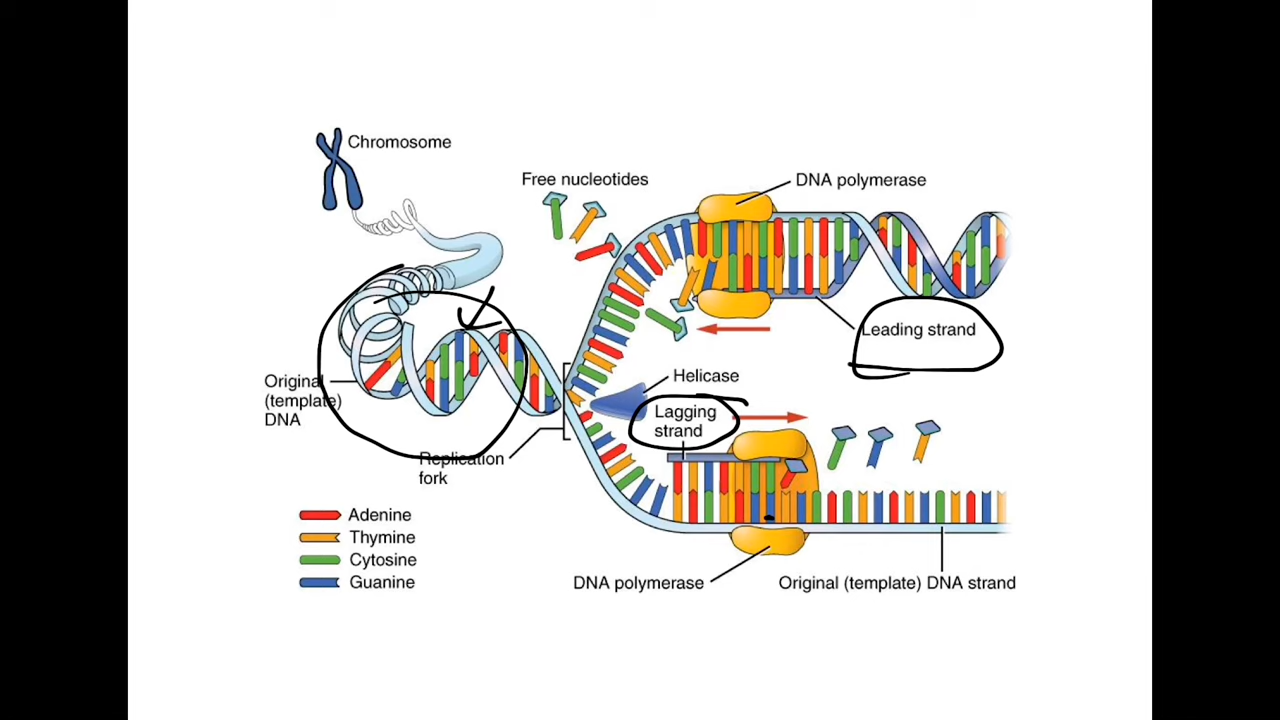 Chromosome
Free nucleotides
DNA polymerase
Leading strand
Helicase
Lagging
strand
Original
(template)
DNA
Replication
fork
Adenine
Thymine
Cytosine
Guanine
DNA polymerase
Original (template) DNA strand